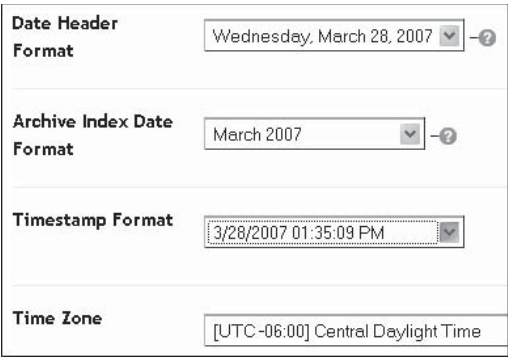 Date Header
Format
Wednesday, March 28, 2007
Archive Index Date
Format
March 2007
Timestamp Format
3/28/2007 01:35:09 PM
Time Zone
[UTC-06:00] Central Daylight Time